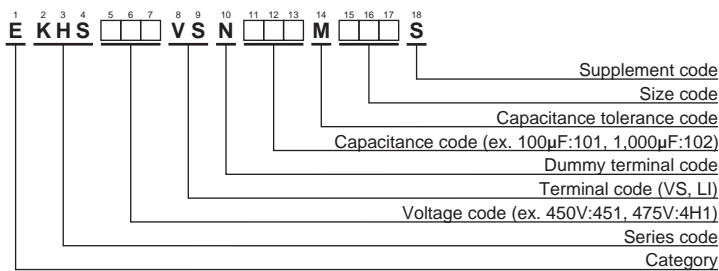 1 2 3 4 5 6 7 8 9 10 11 12 13 14 15 16 17 18
E KHS □□□ VS N □□□ M □□□ S
Supplement code
Size code
Capacitance tolerance code
Capacitance code (ex. 100µF:101, 1,000µF:102)
Dummy terminal code
Terminal code (VS, LI)
Voltage code (ex. 450V:451, 475V:4H1)
Series code
Category